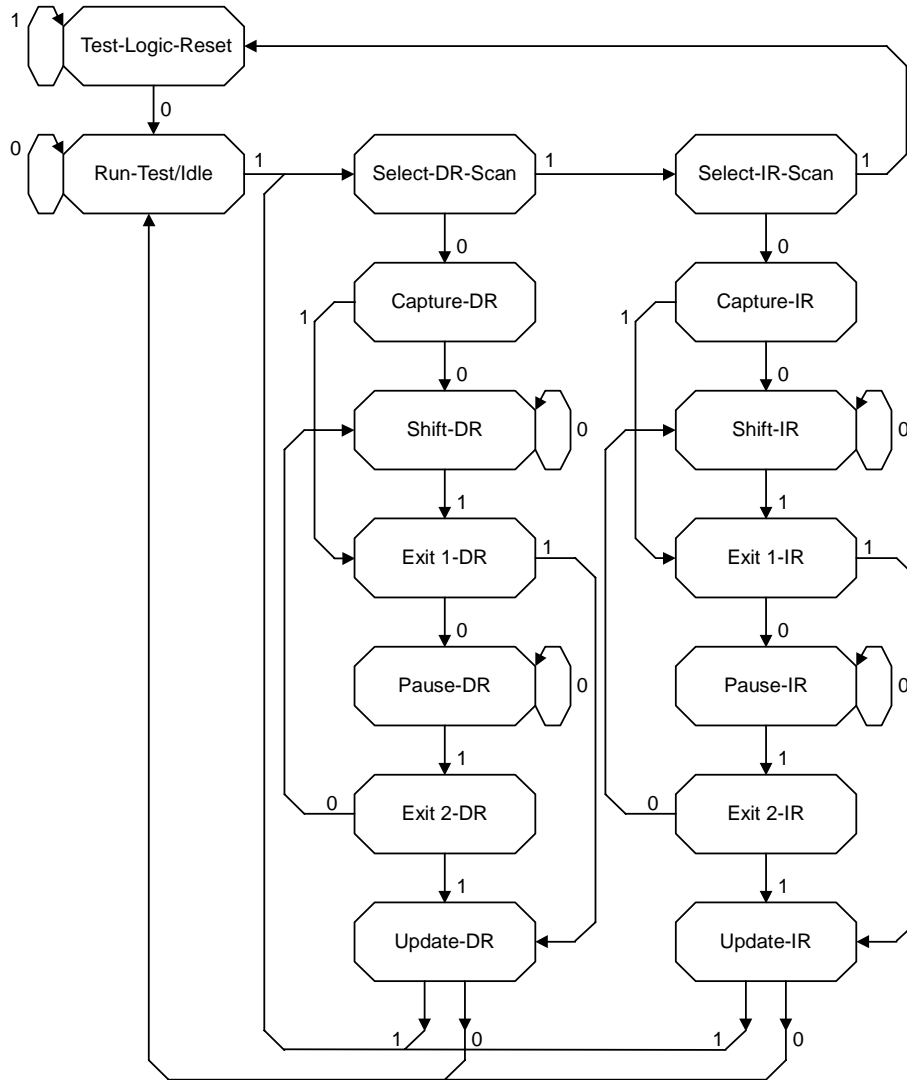 1
Test-Logic-Reset
0
0
Run-Test/Idle
1
Select-DR-Scan
1
Select-IR-Scan
1
0
0
Capture-DR
Capture-IR
1
1
0
0
Shift-DR
0
Shift-IR
0
1
1
Exit 1-DR
1
Exit 1-IR
1
0
0
Pause-DR
0
Pause-IR
0
1
1
0
Exit 2-DR
0
Exit 2-IR
1
1
Update-DR
Update-IR
1
0
1
0